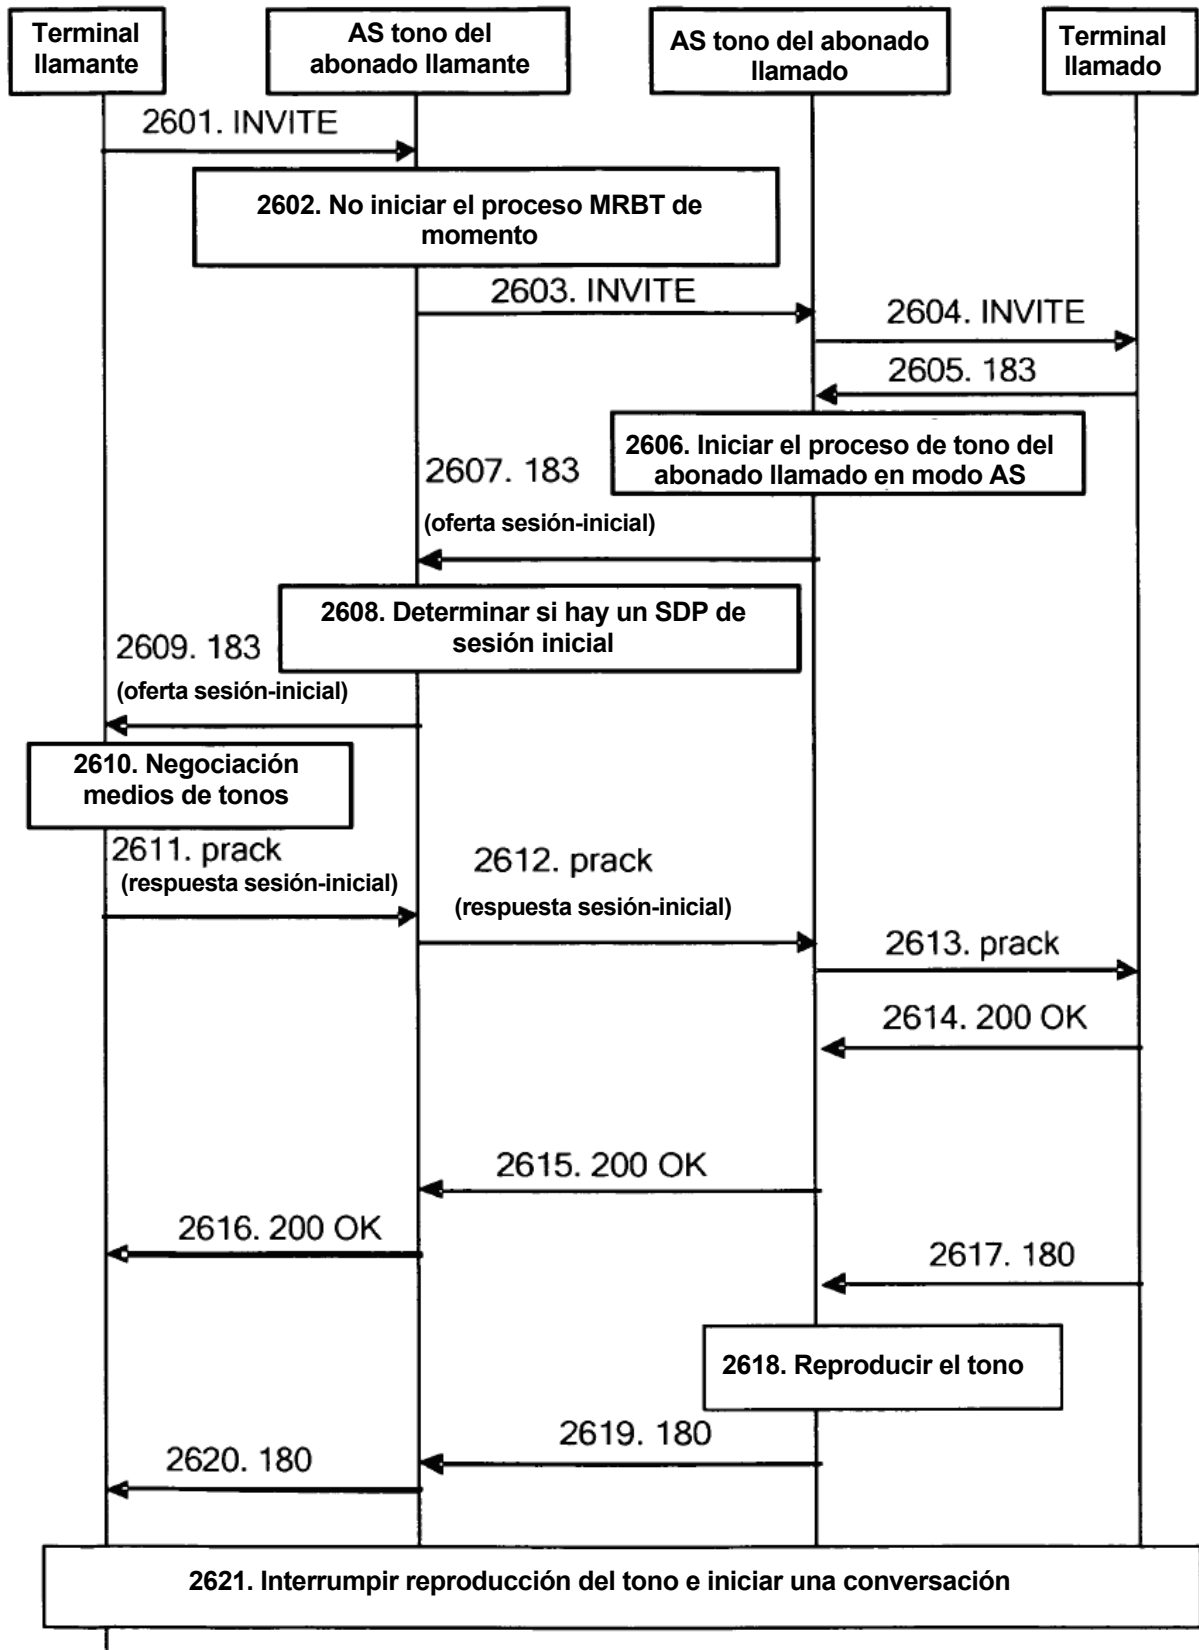 Terminal
llamante
AS tono del
abonado llamante
AS tono del abonado
llamado
Terminal
llamado
2601. INVITE
2602. No iniciar el proceso MRBT de
momento
2603. INVITE
2604. INVITE
2605. 183
2606. Iniciar el proceso de tono del
abonado llamado en modo AS
2607. 183
(oferta sesión-inicial)
2608. Determinar si hay un SDP de
sesión inicial
2609. 183
(oferta sesión-inicial)
2610. Negociación
medios de tonos
2611. prack
(respuesta sesión-inicial)
2612. prack
(respuesta sesión-inicial)
2613. prack
2614. 200 OK
2615. 200 OK
2616. 200 OK
2617. 180
2618. Reproducir el tono
2619. 180
2620. 180
2621. Interrumpir reproducción del tono e iniciar una conversación